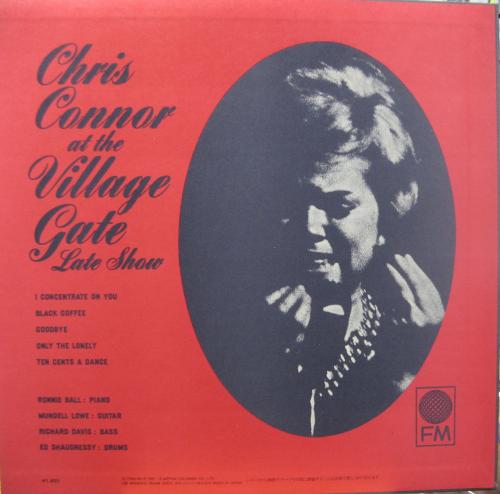 Chris
Connor
at the
Village
Gate
Late Show
I CONCENTRATE ON YOU
BLACK COFFEE
GOODBYE
ONLY THE LONELY
TEN CENTS A DANCE
RONNIE BALL : PIANO
MUNDELL LOWE : GUITAR
RICHARD DAVIS : BASS
ED SHAUGNESSY : DRUMS
FM